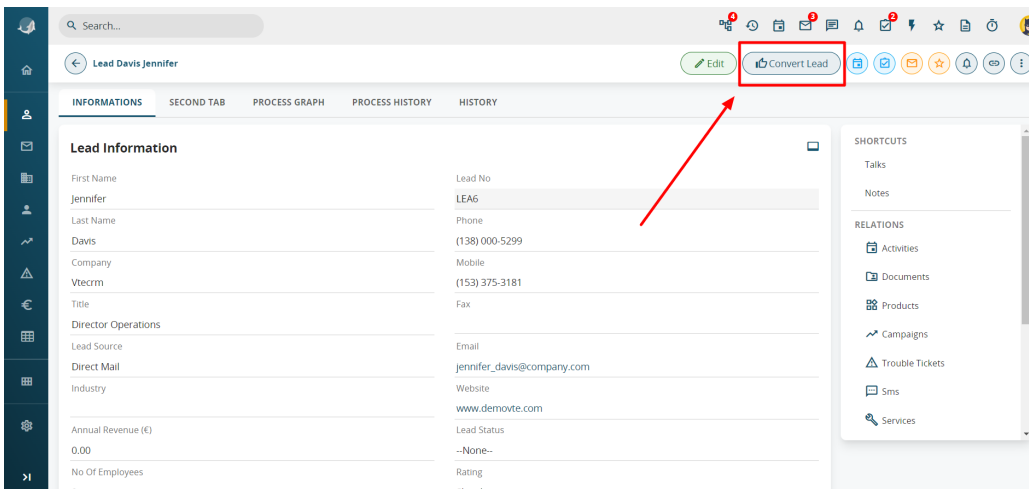 Search...
4
3
2
Lead Davis Jennifer
Edit
Convert Lead
INFORMATIONS SECOND TAB PROCESS GRAPH PROCESS HISTORY HISTORY
Lead Information
First Name
Jennifer
Lead No
LEA6
Last Name
Davis
Phone
(138) 000-5299
Company
Vtecrm
Mobile
(153) 375-3181
Title
Director Operations
Fax
Lead Source
Direct Mail
Email
jennifer_davis@company.com
Industry
Website
www.demovte.com
Annual Revenue (€)
0.00
Lead Status
--None--
No Of Employees
Rating
SHORTCUTS
Talks
Notes
RELATIONS
Activities
Documents
Products
Campaigns
Trouble Tickets
Sms
Services